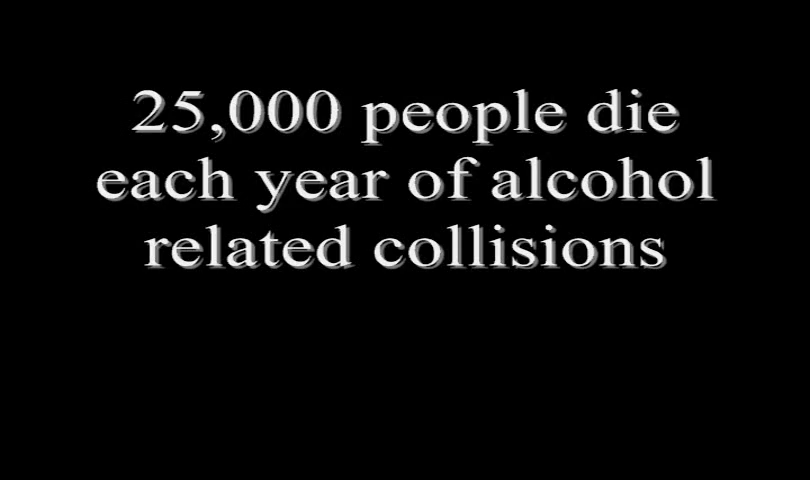 25,000 people die
each year of alcohol
related collisions